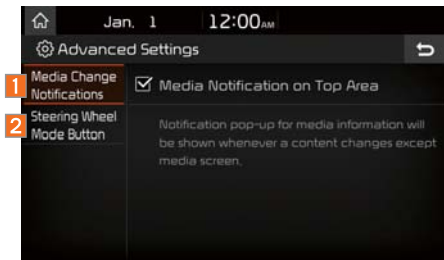 Jan. 1 12:00AM
Advanced Settings
1 Media Change
Notifications
Media Notification on Top Area
2 Steering Wheel
Mode Button
Notification pop-up for media information will
be shown whenever a content changes except
media screen.